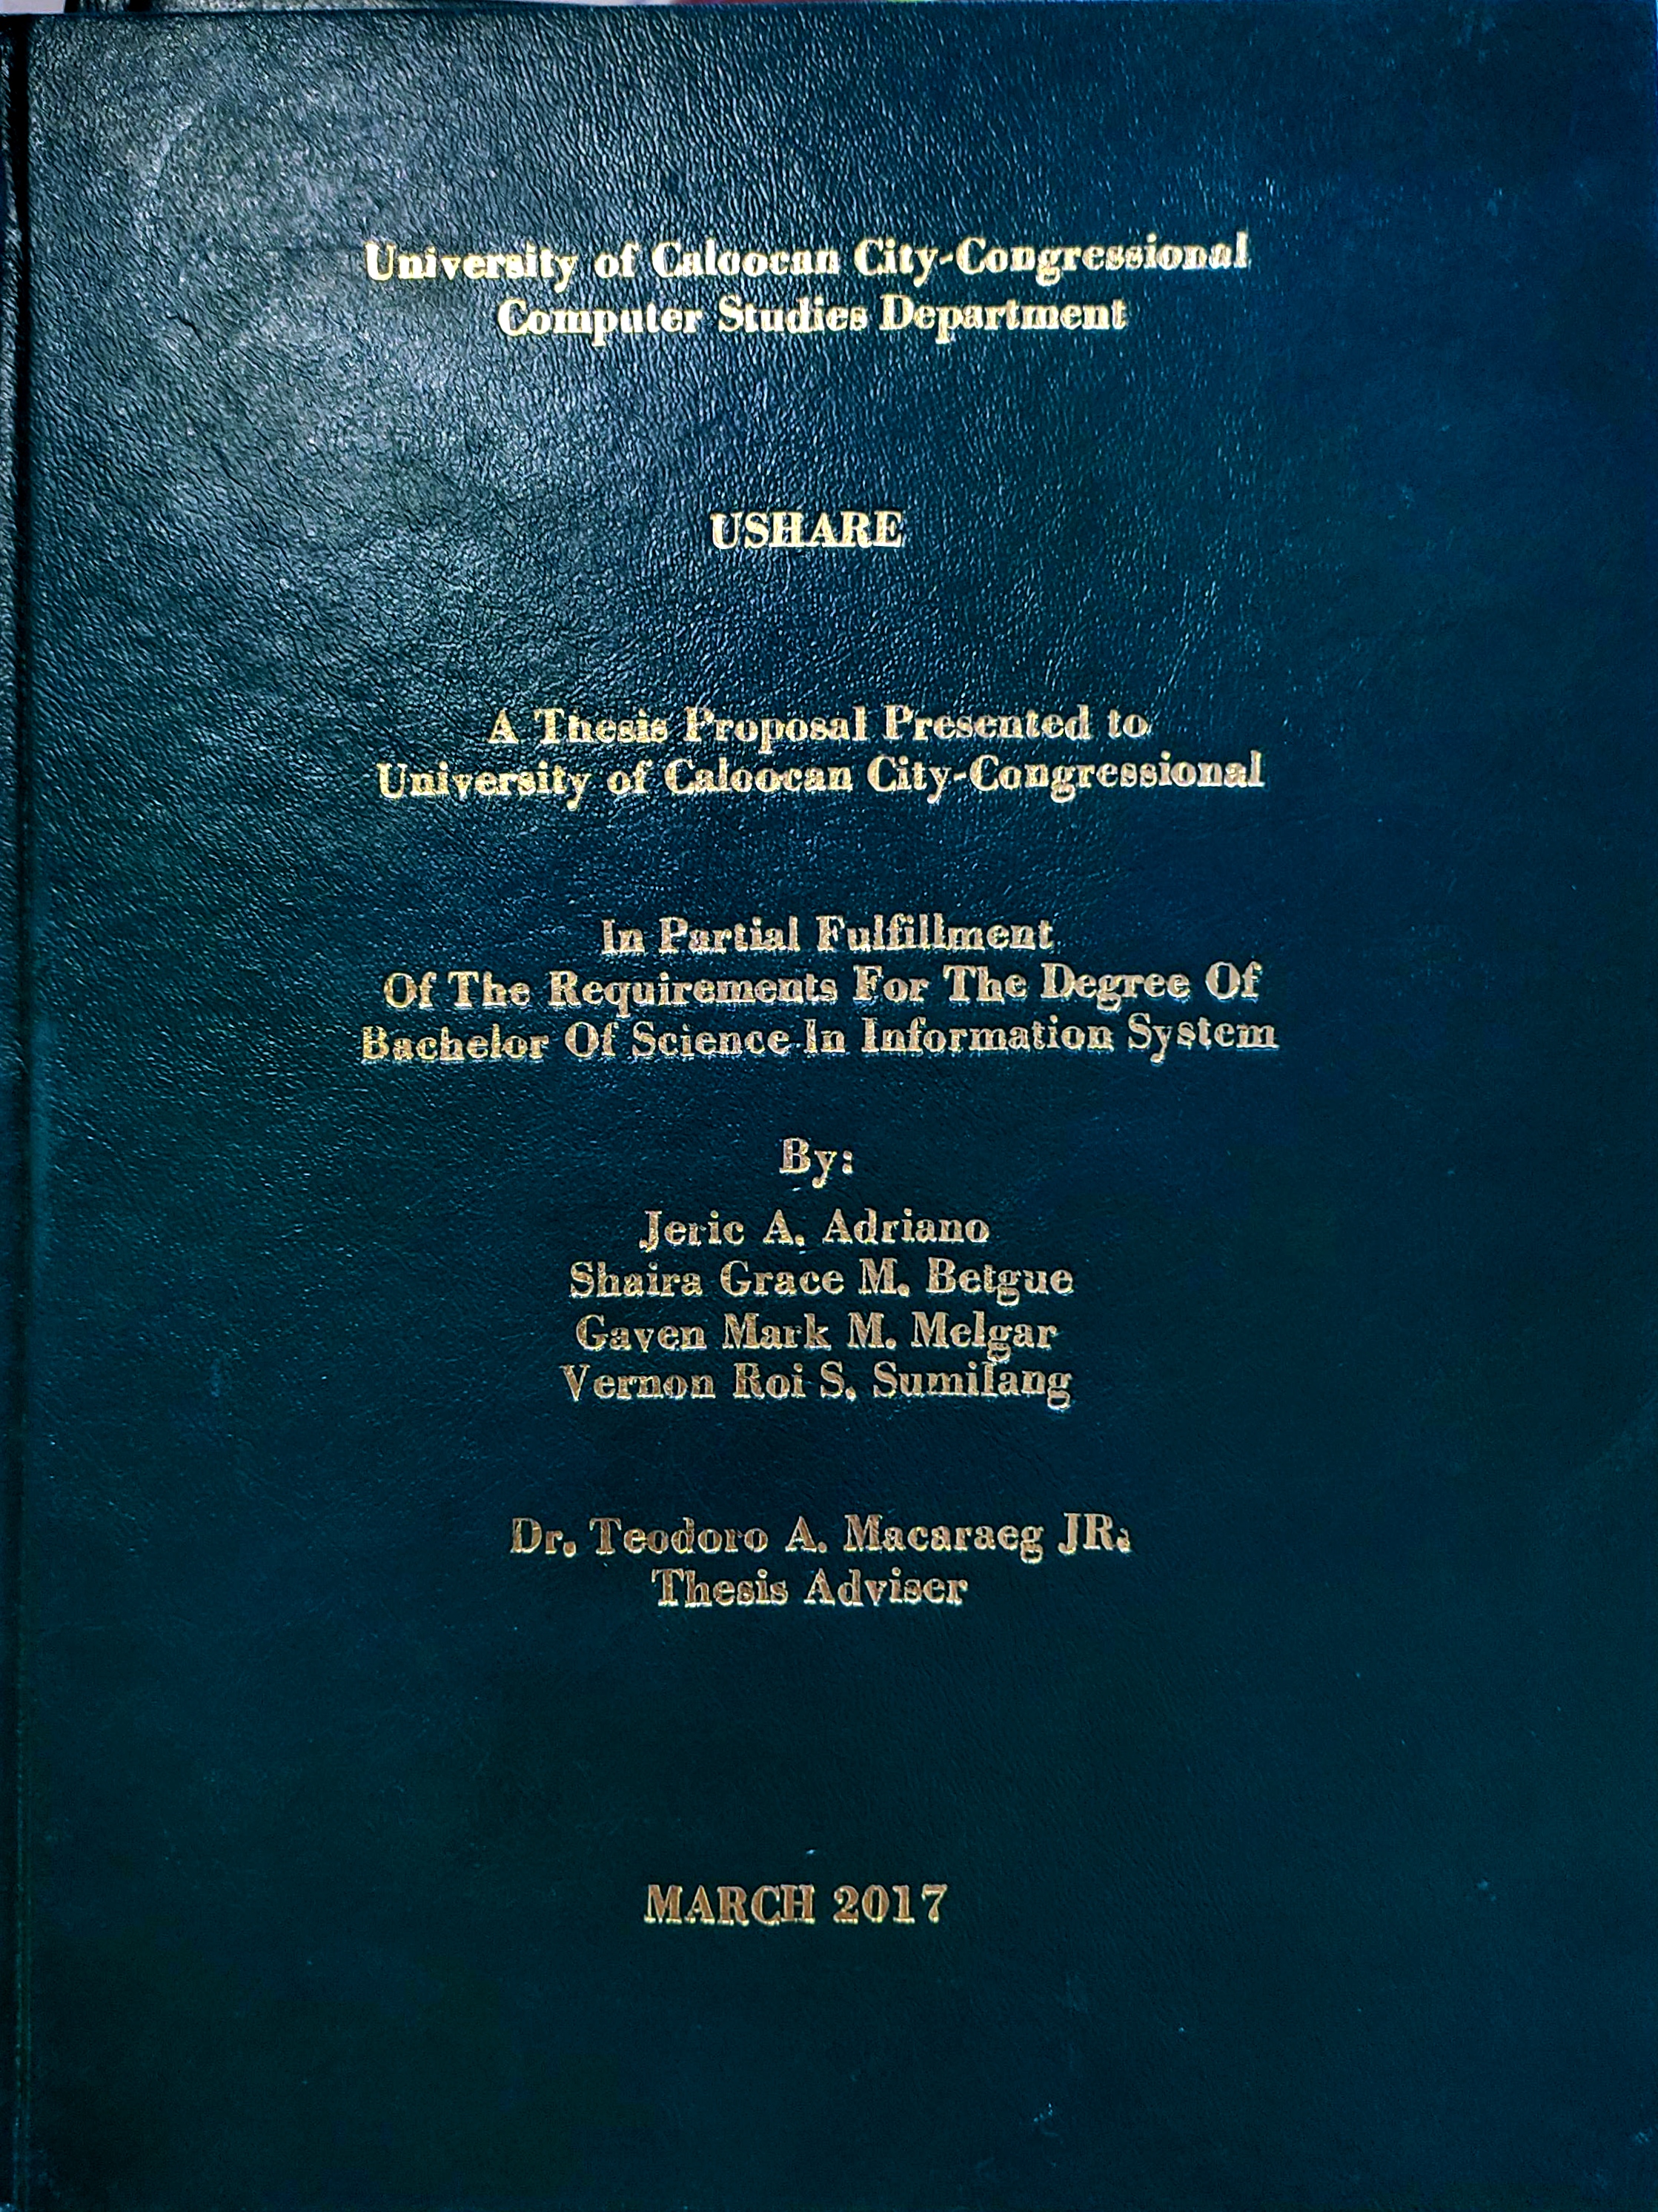 University of Caloocan City-Congressional
Computer Studies Department
USHARE
A Thesis Proposal Presented to
University of Caloocan City-Congressional
In Partial Fulfillment
Of The Requirements For The Degree Of
Bachelor Of Science In Information System
By:
Jeric A. Adriano
Shaira Grace M. Betgue
Gaven Mark M. Melgar
Vernon Roi S. Sumilang
Dr. Teodoro A. Macaraeg JR.
Thesis Adviser
MARCH 2017